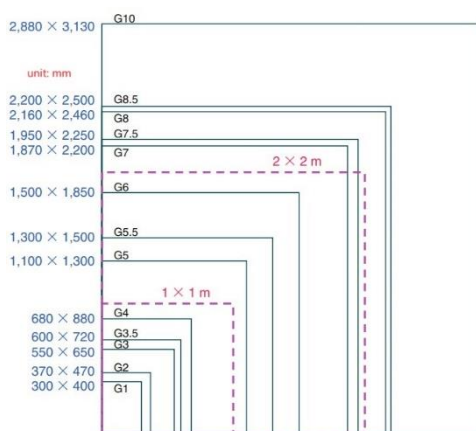 G10
2,880 × 3,130
unit: mm
2,200 × 2,500 G8.5
2,160 × 2,460 G8
1,950 × 2,250 G7.5
1,870 × 2,200 G7
2 × 2 m
1,500 × 1,850 G6
1,300 × 1,500 G5.5
1,100 × 1,300 G5
1 × 1 m
680 × 880 G4
600 × 720 G3.5
550 × 650 G3
370 × 470 G2
300 × 400 G1